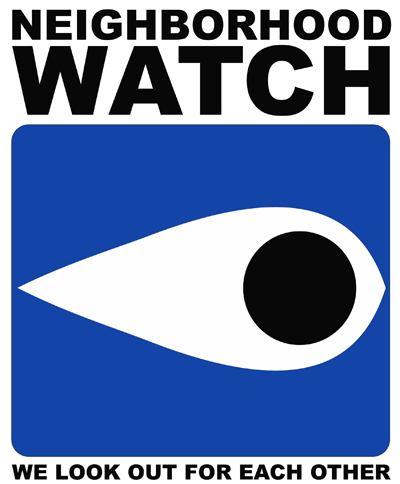 NEIGHBORHOOD
WATCH
WE LOOK OUT FOR EACH OTHER